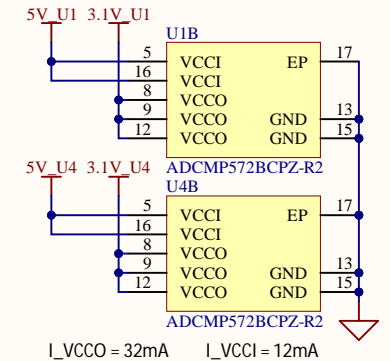 5V_U1 3.1V_U1
U1B
5 VCCI EP 17
16 VCCI
8 VCCO
9 VCCO GND 13
12 VCCO GND 15
ADCMP572BCPZ-R2
5V_U4 3.1V_U4
U4B
5 VCCI EP 17
16 VCCI
8 VCCO
9 VCCO GND 13
12 VCCO GND 15
ADCMP572BCPZ-R2
I_VCCO = 32mA I_VCCI = 12mA